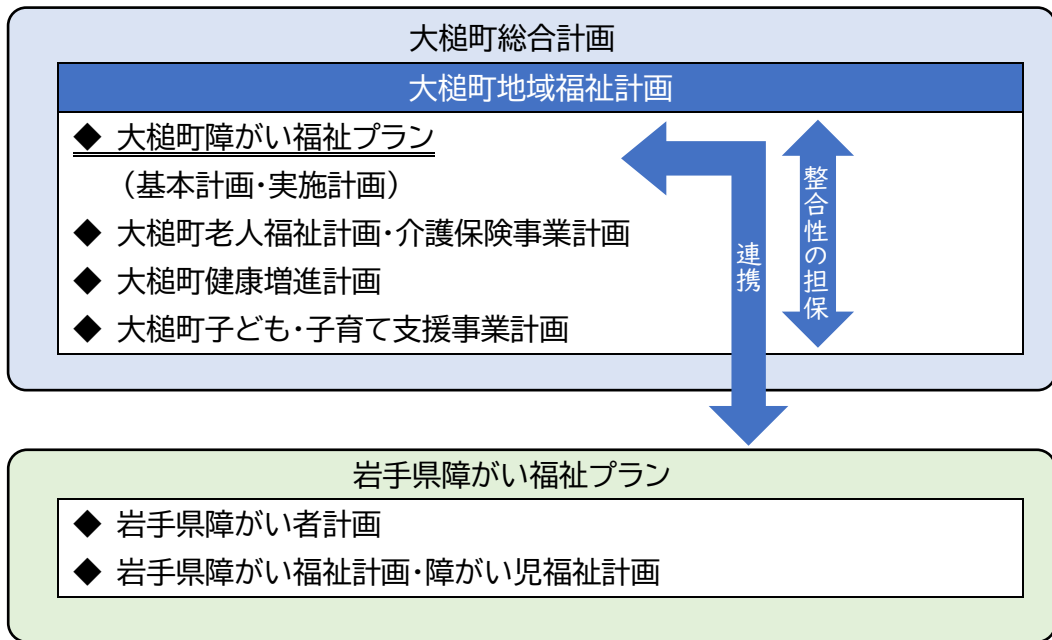 大槌町総合計画
大槌町地域福祉計画
◆ 大槌町障がい福祉プラン
（基本計画・実施計画）
◆ 大槌町老人福祉計画・介護保険事業計画
◆ 大槌町健康増進計画
◆ 大槌町子ども・子育て支援事業計画
連携
整合性の担保
岩手県障がい福祉プラン
◆ 岩手県障がい者計画
◆ 岩手県障がい福祉計画・障がい児福祉計画